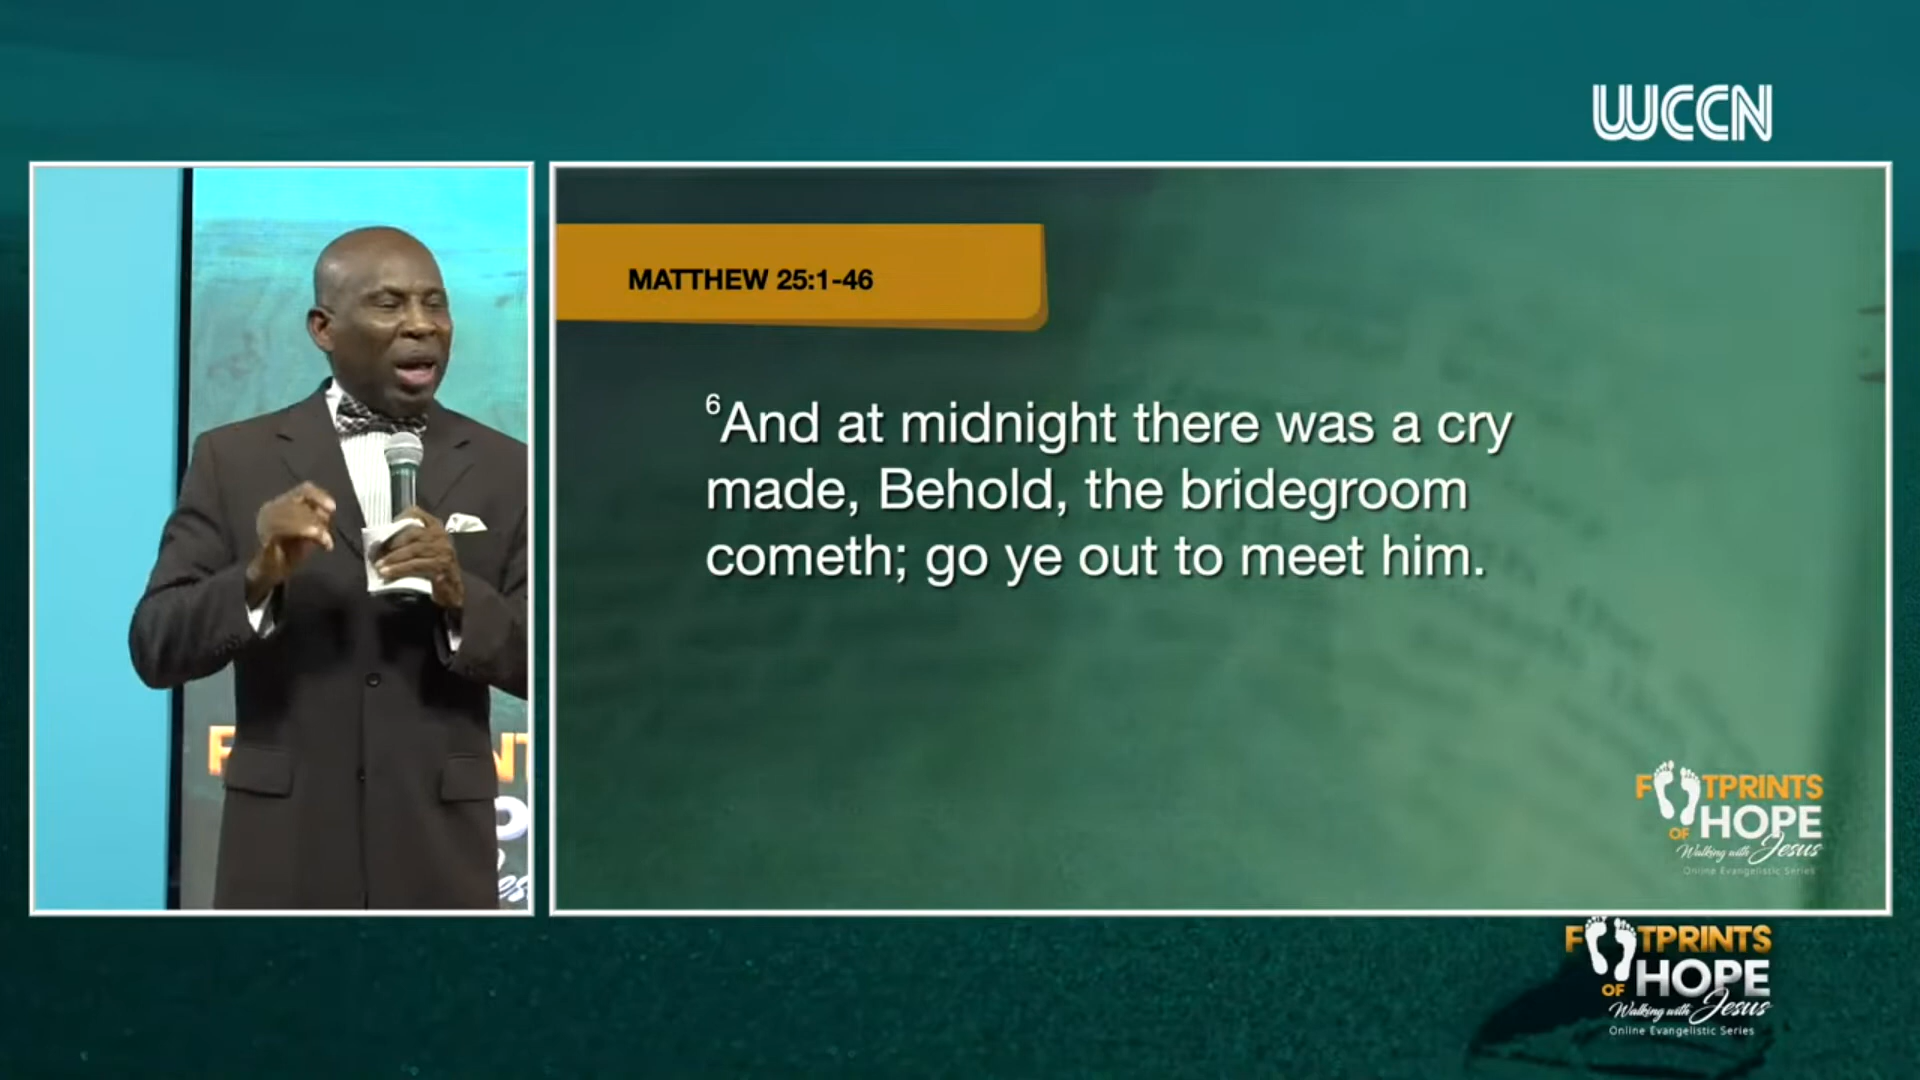 WCCN
MATTHEW 25:1-46
6And at midnight there was a cry
made, Behold, the bridegroom
cometh; go ye out to meet him.
FOOTPRINTS
OF HOPE
Walking with Jesus
Online Evangelistic Series
FOOTPRINTS
OF HOPE
Walking with Jesus
Online Evangelistic Series